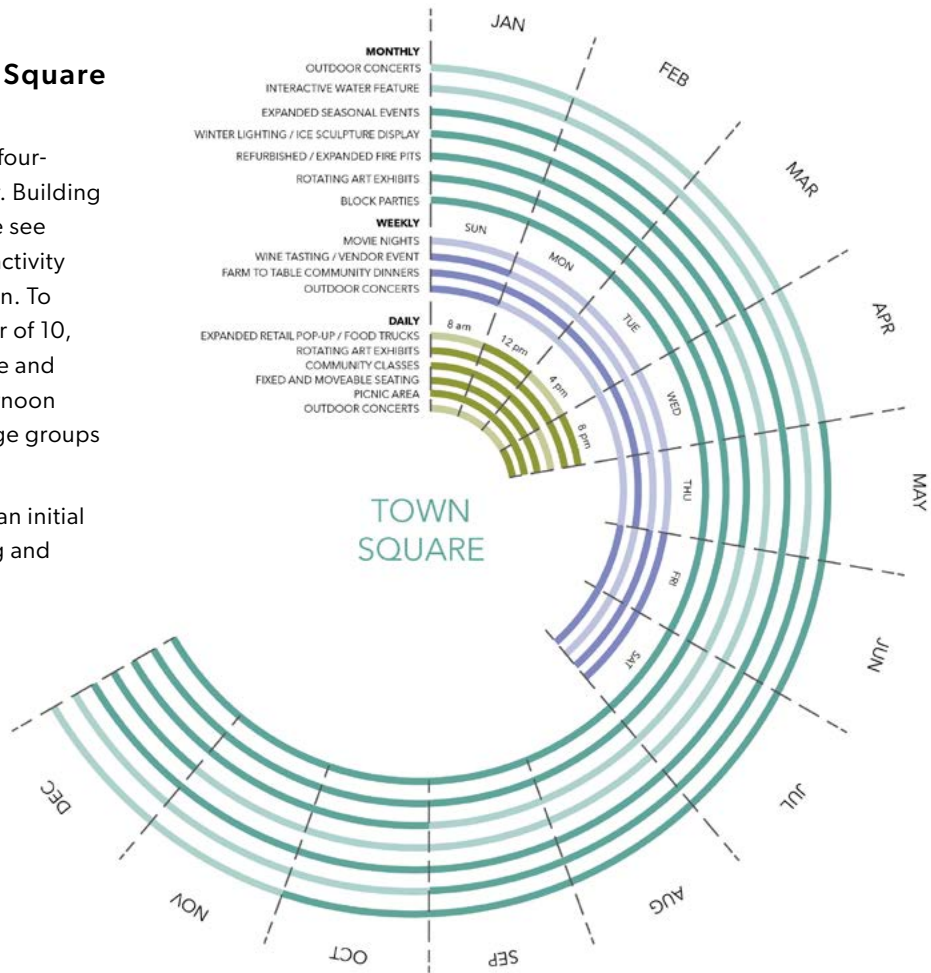 Square
four-
. Building
e see
activity
n. To
r of 10,
e and
noon
ge groups
an initial
g and
MONTHLY
OUTDOOR CONCERTS
INTERACTIVE WATER FEATURE
EXPANDED SEASONAL EVENTS
WINTER LIGHTING / ICE SCULPTURE DISPLAY
REFURBISHED / EXPANDED FIRE PITS
ROTATING ART EXHIBITS
BLOCK PARTIES
WEEKLY
MOVIE NIGHTS
WINE TASTING / VENDOR EVENT
FARM TO TABLE COMMUNITY DINNERS
OUTDOOR CONCERTS
DAILY
EXPANDED RETAIL POP-UP / FOOD TRUCKS
ROTATING ART EXHIBITS
COMMUNITY CLASSES
FIXED AND MOVEABLE SEATING
PICNIC AREA
OUTDOOR CONCERTS
JAN
FEB
MAR
APR
MAY
JUN
JUL
AUG
SEP
OCT
NOV
DEC
SUN
MON
TUE
WED
THU
FRI
SAT
8 am
12 pm
4 pm
8 pm
TOWN
SQUARE